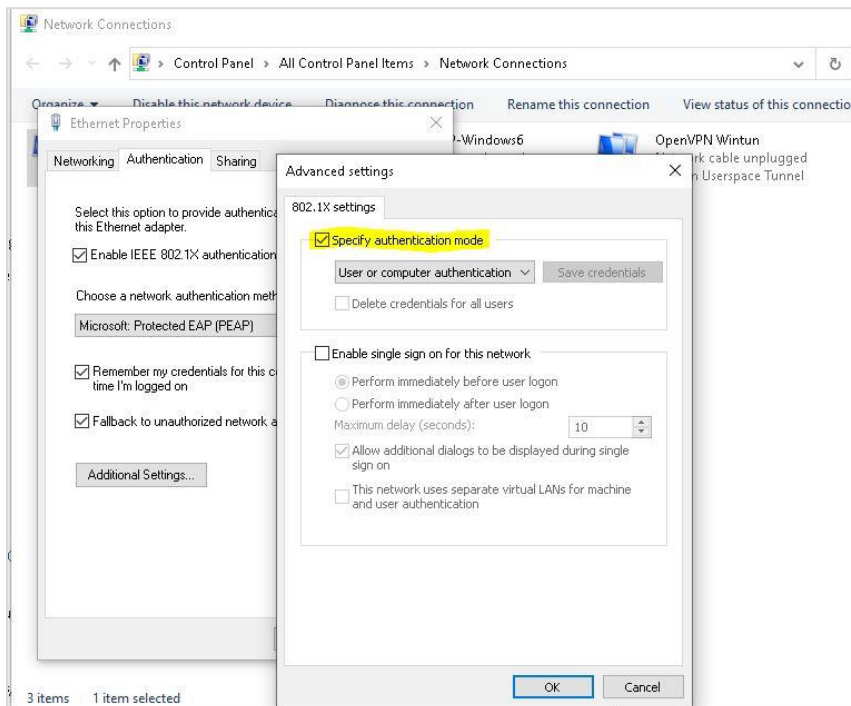 Network Connections
Control Panel > All Control Panel Items > Network Connections
Organize Disable this network device Diagnose this connection Rename this connection View status of this connectio
Ethernet Properties
Networking Authentication Sharing
Select this option to provide authentica
this Ethernet adapter.
Enable IEEE 802.1X authentication
Choose a network authentication meth
Microsoft: Protected EAP (PEAP)
Remember my credentials for this c
time I'm logged on
Fallback to unauthorized network a
Additional Settings...
-Windows6
OpenVPN Wintun
rk cable unplugged
n Userspace Tunnel
Advanced settings
802.1X settings
Specify authentication mode
User or computer authentication Save credentials
Delete credentials for all users
Enable single sign on for this network
Perform immediately before user logon
Perform immediately after user logon
Maximum delay (seconds): 10
Allow additional dialogs to be displayed during single
sign on
This network uses separate virtual LANs for machine
and user authentication
OK Cancel
3 items 1 item selected